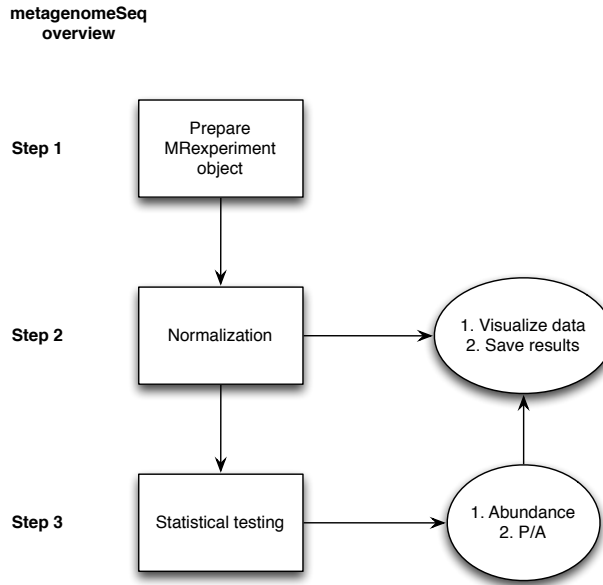 metagenomeSeq
overview
Step 1
Prepare
MRexperiment
object
Step 2
Normalization
1. Visualize data
2. Save results
Step 3
Statistical testing
1. Abundance
2. P/A